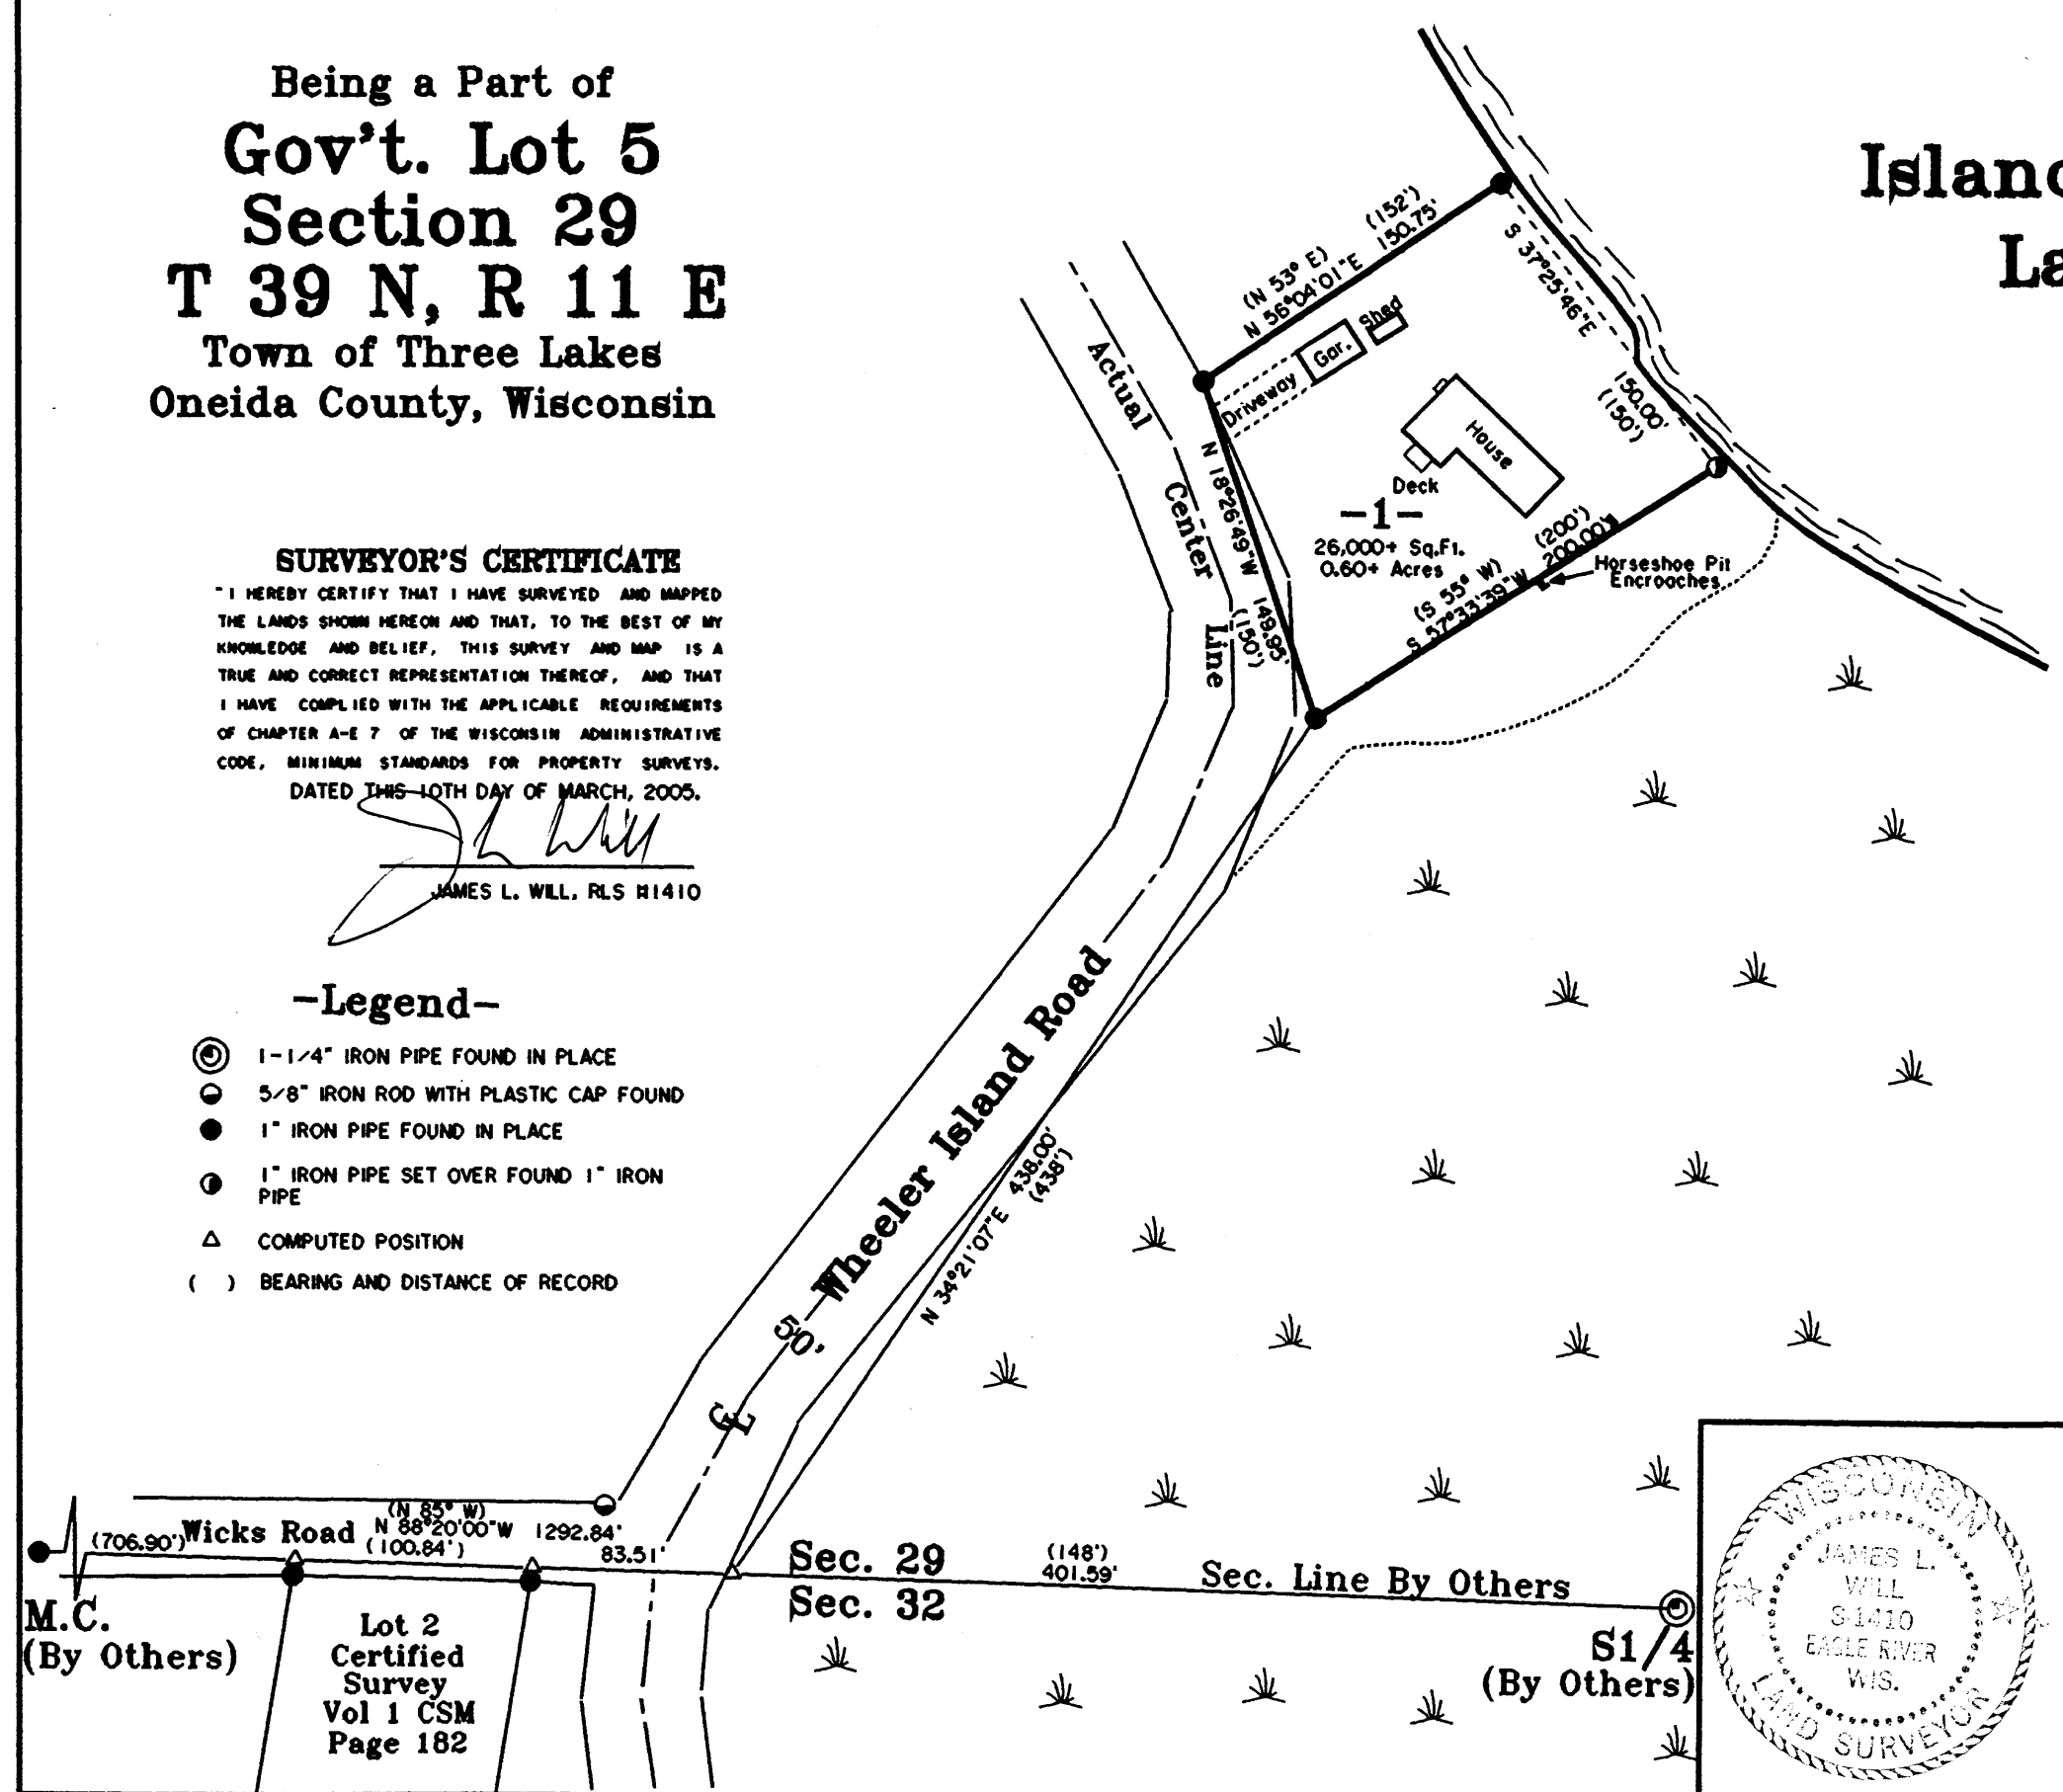 Being a Part of
Gov't. Lot 5
Section 29
T 39 N, R 11 E
Town of Three Lakes
Oneida County, Wisconsin
SURVEYOR'S CERTIFICATE
"I HEREBY CERTIFY THAT I HAVE SURVEYED AND MAPPED
THE LANDS SHOWN HEREON AND THAT, TO THE BEST OF MY
KNOWLEDGE AND BELIEF, THIS SURVEY AND MAP IS A
TRUE AND CORRECT REPRESENTATION THEREOF, AND THAT
I HAVE COMPLIED WITH THE APPLICABLE REQUIREMENTS
OF CHAPTER A-E 7 OF THE WISCONSIN ADMINISTRATIVE
CODE, MINIMUM STANDARDS FOR PROPERTY SURVEYS.
DATED THIS 10TH DAY OF MARCH, 2005.
JAMES L. WILL, RLS #1410
-Legend-
1-1/4" IRON PIPE FOUND IN PLACE
5/8" IRON ROD WITH PLASTIC CAP FOUND
1" IRON PIPE FOUND IN PLACE
1" IRON PIPE SET OVER FOUND 1" IRON
PIPE
COMPUTED POSITION
( ) BEARING AND DISTANCE OF RECORD
(152')
150.75'
(N 53° E)
N 56°04'01"E
S 37°25'46"E
150.00'
(150')
Shed
Gar.
Driveway
House
Deck
-1-
26,000+ Sq.Ft.
0.60+ Acres
N 18°26'49"W 149.95'
(150')
(200')
200.00'
(S 55° W)
S 57°33'39"W
Horseshoe Pit
Encroaches
Actual
Center
Line
Wheeler Island Road
50'
CL
438.00'
(438')
N 34°21'07"E
(N 85° W)
N 88°20'00"W 1292.84'
(706.90')
Wicks Road
(100.84')
83.51'
Sec. 29
Sec. 32
(148')
401.59'
Sec. Line By Others
M.C.
(By Others)
Lot 2
Certified
Survey
Vol 1 CSM
Page 182
S1/4
(By Others)
WISCONSIN
JAMES L.
WILL
S-1410
EAGLE RIVER
WIS.
LAND SURVEYOR